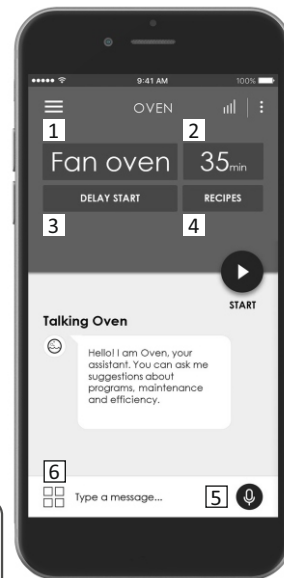 9:41 AM 100%
OVEN
1 2
Fan oven 35min
DELAY START RECIPES
3 4
START
Talking Oven
Hello! I am Oven, your
assistant. You can ask me
suggestions about
programs, maintenance
and efficiency.
6
Type a message... 5